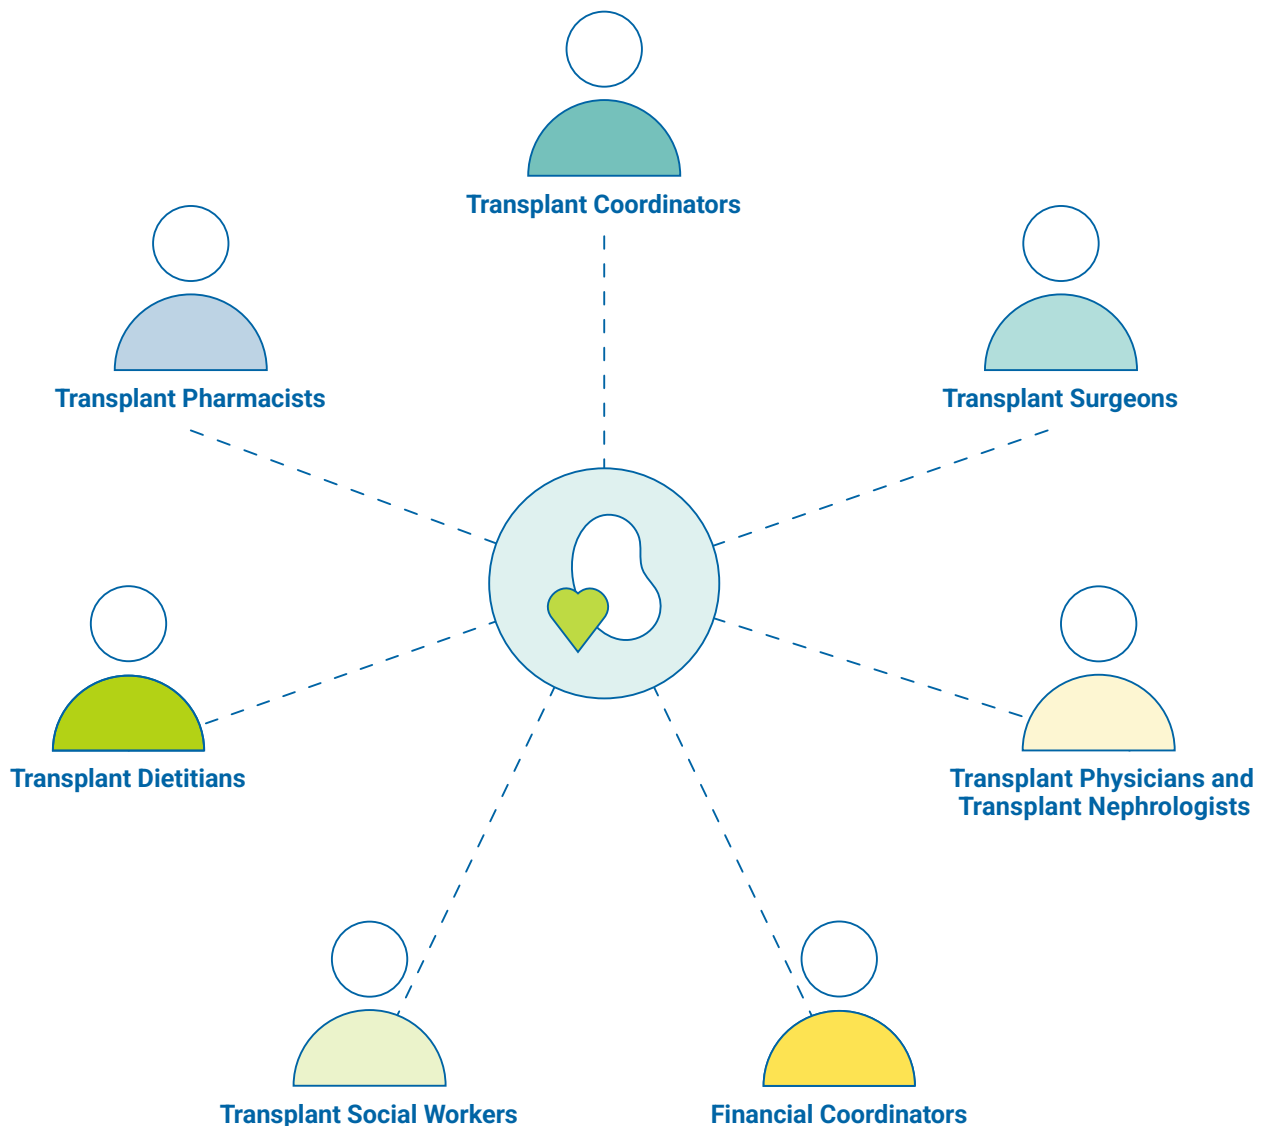 Transplant Coordinators
Transplant Pharmacists
Transplant Surgeons
Transplant Dietitians
Transplant Physicians and
Transplant Nephrologists
Transplant Social Workers
Financial Coordinators